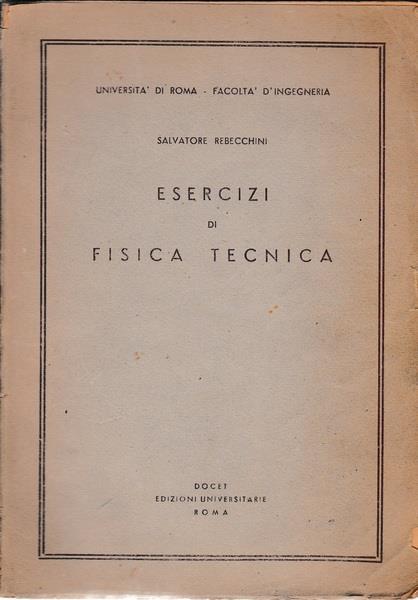 UNIVERSITA' DI ROMA - FACOLTA' D'INGEGNERIA
SALVATORE REBECCHINI
ESERCIZI
DI
FISICA TECNICA
DOCET
EDIZIONI UNIVERSITARIE
ROMA